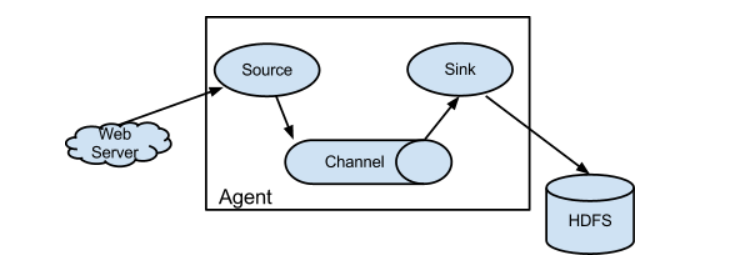 Source
Sink
Web
Server
Channel
Agent
HDFS